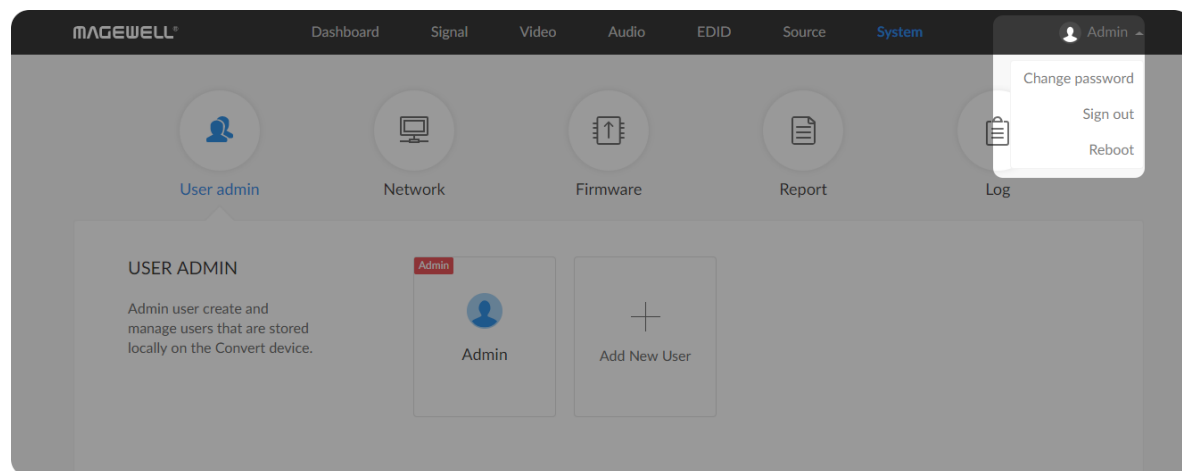 MAGEWELL®
Dashboard
Signal
Video
Audio
EDID
Source
System
Admin
Change password
Sign out
Reboot
User admin
Network
Firmware
Report
Log
USER ADMIN
Admin user create and
manage users that are stored
locally on the Convert device.
Admin
Admin
Add New User